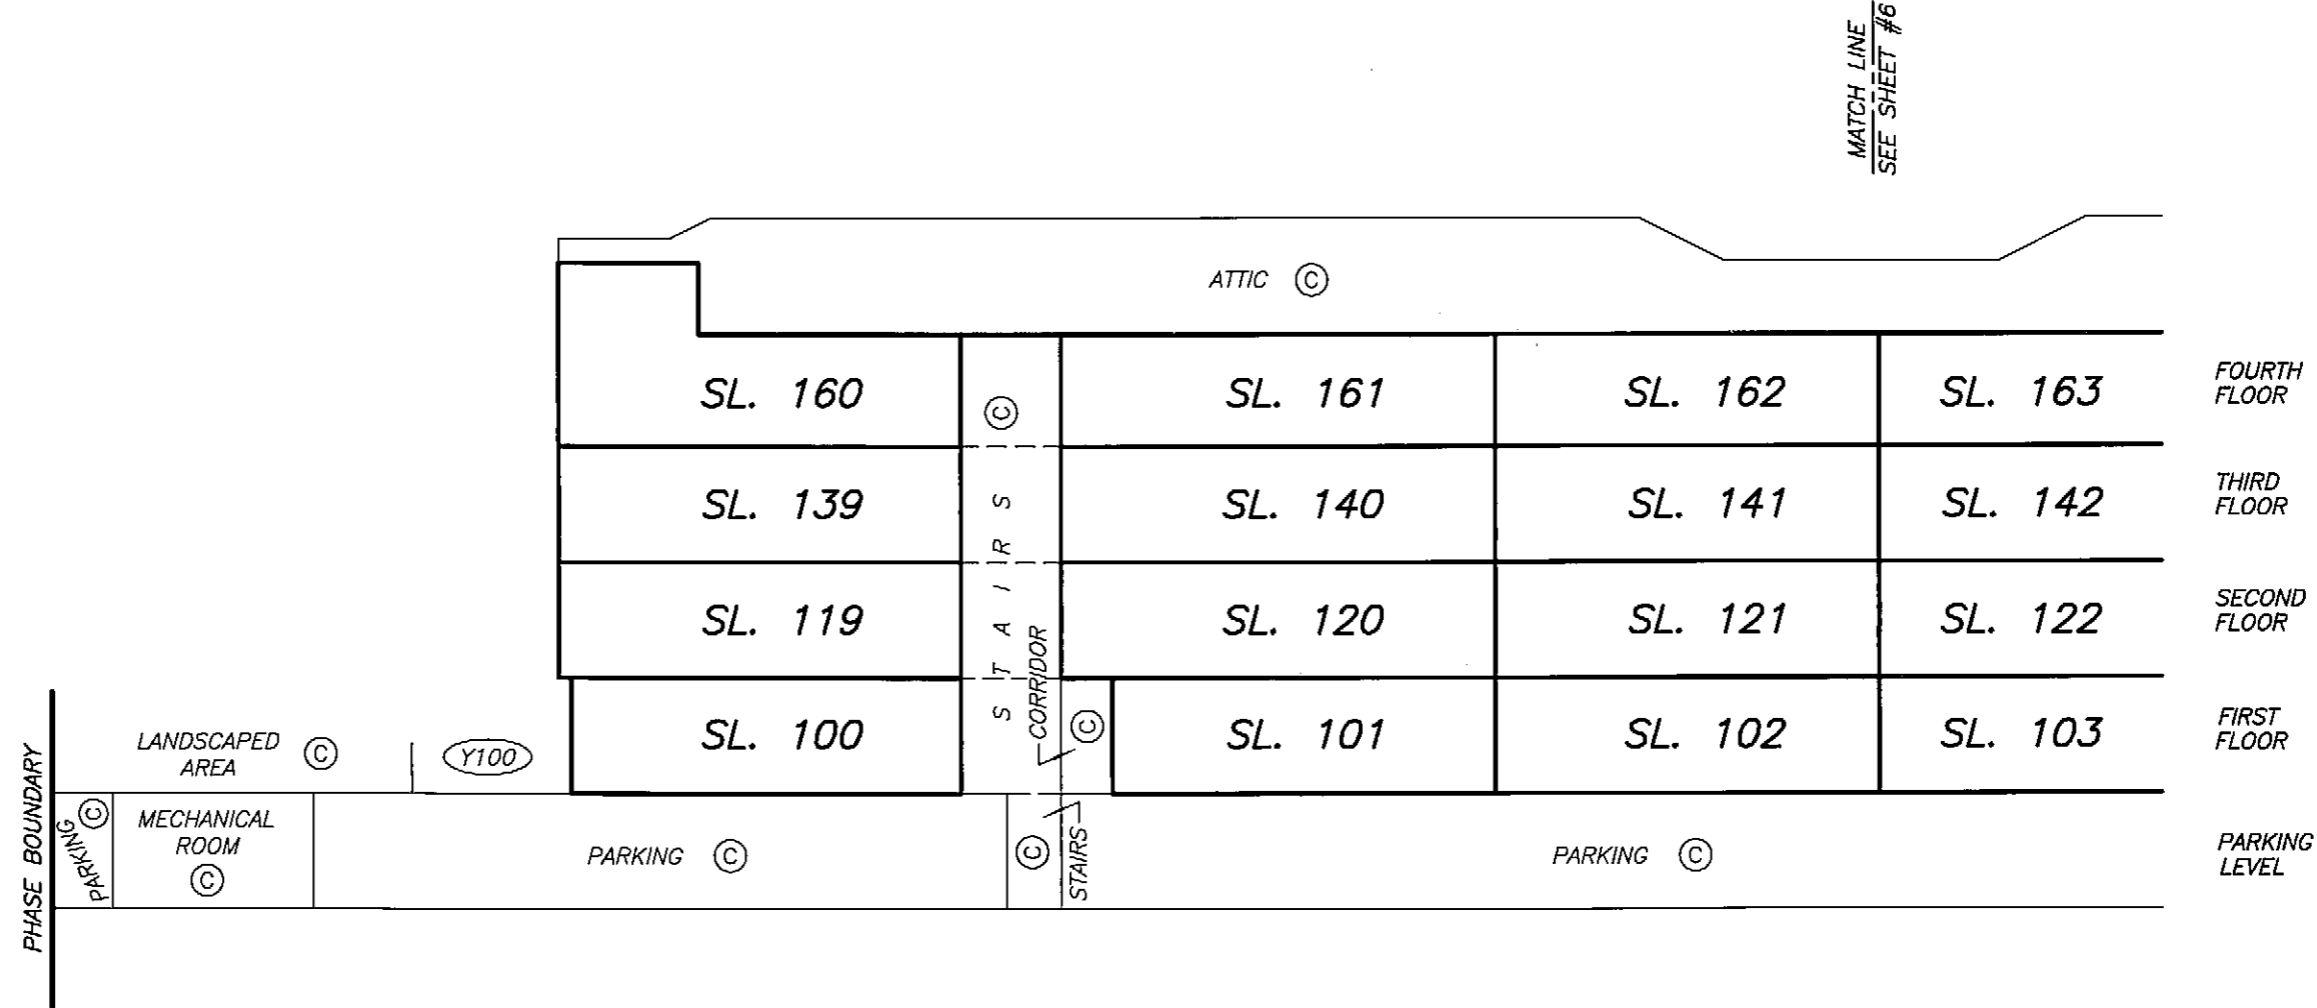 MATCH LINE
SEE SHEET #6
ATTIC Ⓒ
SL. 160
Ⓒ
SL. 161
SL. 162
SL. 163
FOURTH
FLOOR
SL. 139
SL. 140
SL. 141
SL. 142
THIRD
FLOOR
STAIRS
SL. 119
SL. 120
SL. 121
SL. 122
SECOND
FLOOR
CORRIDOR
Ⓒ
SL. 100
SL. 101
SL. 102
SL. 103
FIRST
FLOOR
PHASE BOUNDARY
LANDSCAPED
AREA Ⓒ
Y100
PARKING Ⓒ
MECHANICAL
ROOM
Ⓒ
PARKING Ⓒ
Ⓒ
STAIRS
PARKING Ⓒ
PARKING
LEVEL